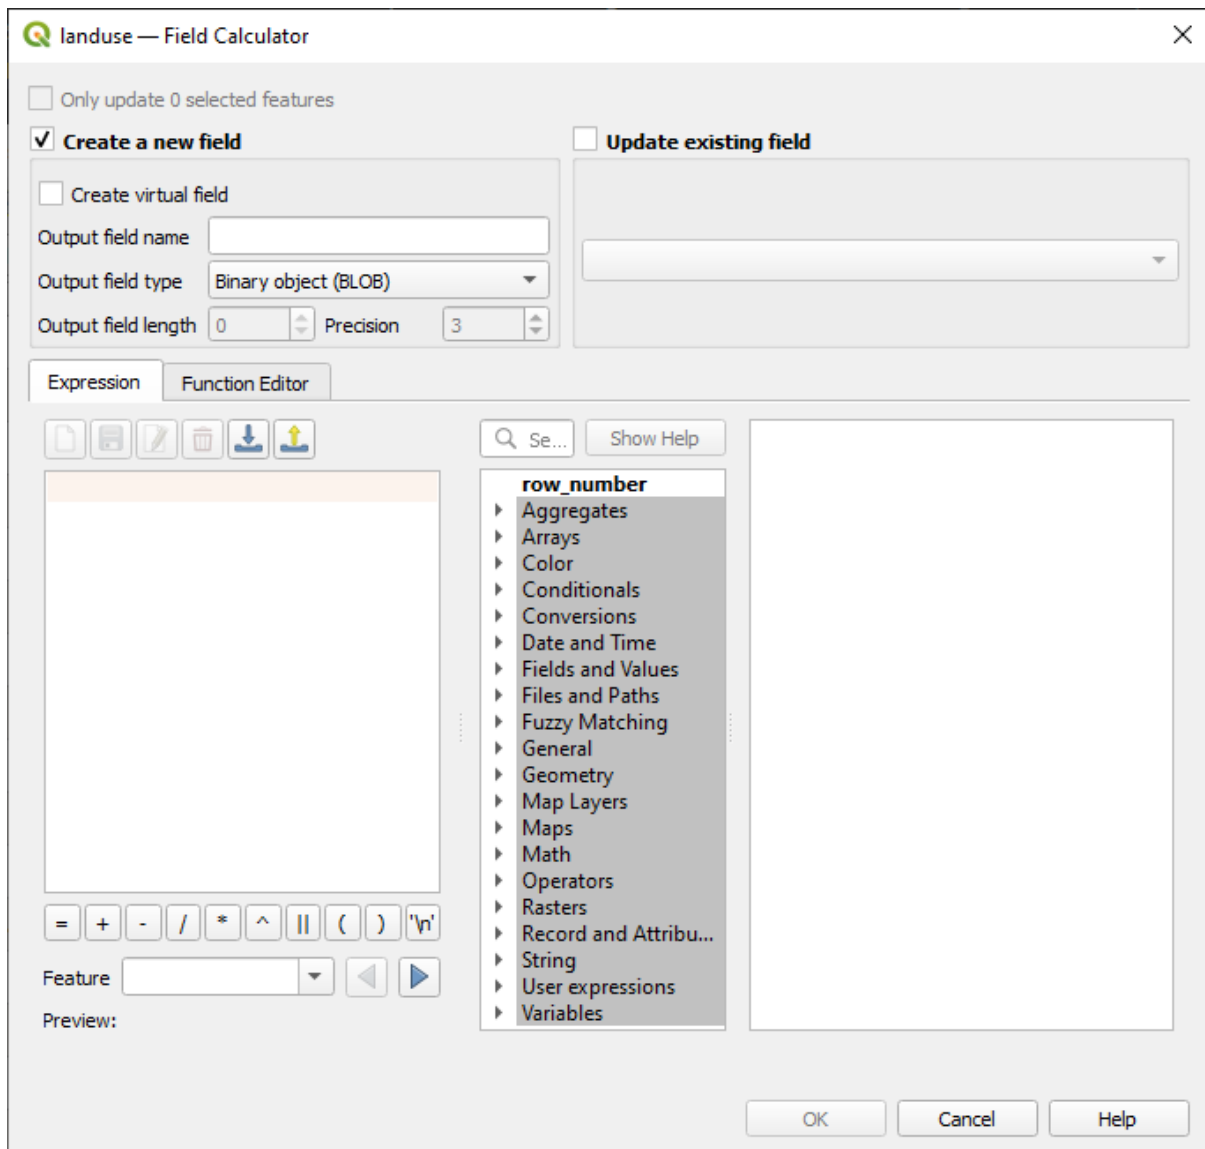 landuse — Field Calculator
Only update 0 selected features
Create a new field
Update existing field
Create virtual field
Output field name
Output field type Binary object (BLOB)
Output field length 0 Precision 3
Expression Function Editor
Se... Show Help
row_number
Aggregates
Arrays
Color
Conditionals
Conversions
Date and Time
Fields and Values
Files and Paths
Fuzzy Matching
General
Geometry
Map Layers
Maps
Math
Operators
Rasters
Record and Attribu...
String
User expressions
Variables
= + - / * ^ || ( ) '\n'
Feature
Preview:
OK Cancel Help